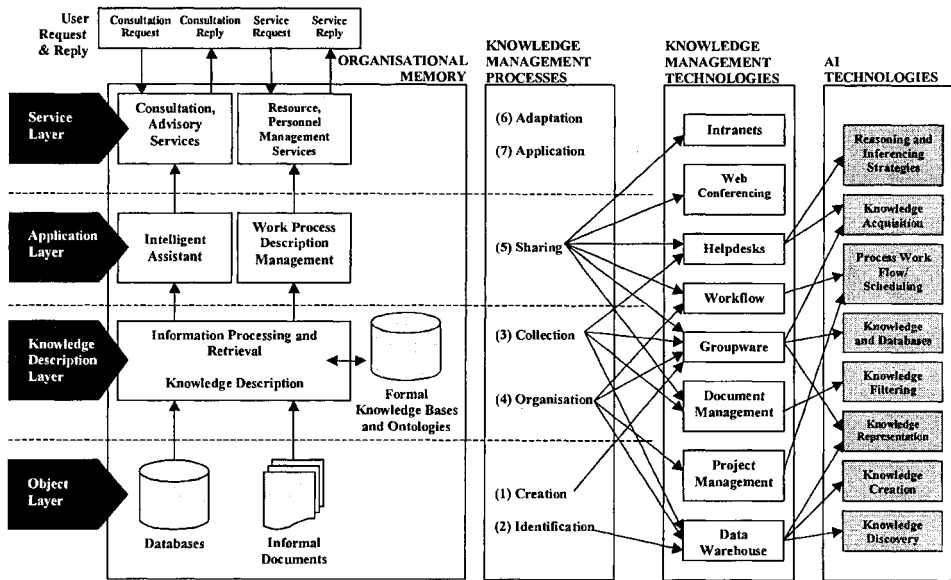 User
Request
& Reply
Consultation
Request
Consultation
Reply
Service
Request
Service
Reply
ORGANISATIONAL
MEMORY
KNOWLEDGE
MANAGEMENT
PROCESSES
KNOWLEDGE
MANAGEMENT
TECHNOLOGIES
AI
TECHNOLOGIES
Service
Layer
Consultation,
Advisory
Services
Resource,
Personnel
Management
Services
(6) Adaptation
(7) Application
Intranets
Web
Conferencing
Reasoning and
Inferencing
Strategies
Application
Layer
Intelligent
Assistant
Work Process
Description
Management
(5) Sharing
Helpdesks
Workflow
Knowledge
Acquisition
Process Work
Flow/
Scheduling
Knowledge
Description
Layer
Information Processing and
Retrieval
Knowledge Description
Formal
Knowledge Bases
and Ontologies
(3) Collection
(4) Organisation
Groupware
Document
Management
Knowledge
and Databases
Knowledge
Filtering
Knowledge
Representation
Object
Layer
Databases
Informal
Documents
(1) Creation
(2) Identification
Project
Management
Data
Warehouse
Knowledge
Creation
Knowledge
Discovery